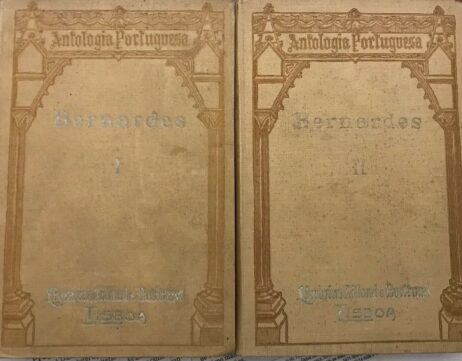 Antologia Portuguesa
Bernardes
I
LISBOA
Antologia Portuguesa
Bernardes
II
LISBOA